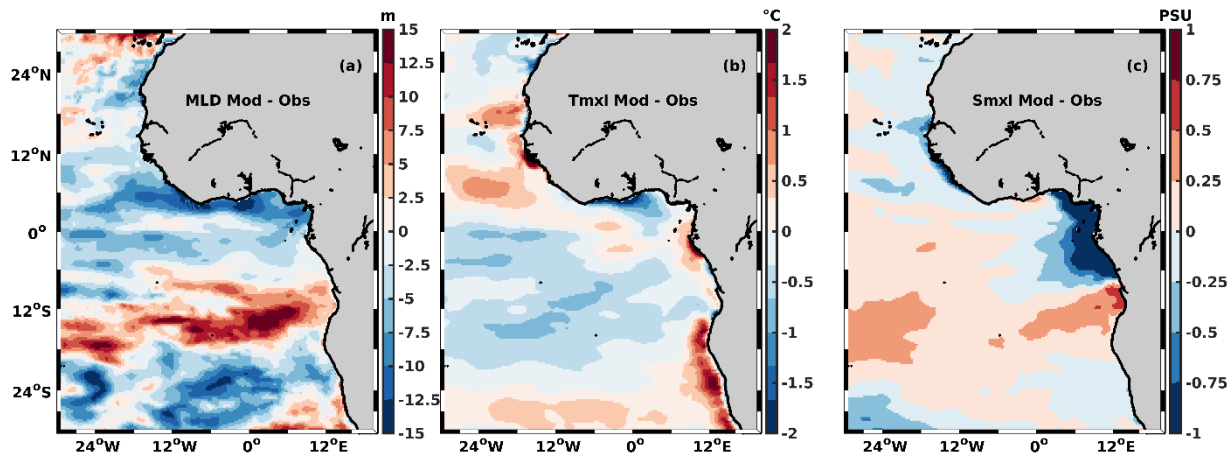 m
15
12.5
10
7.5
5
2.5
0
-2.5
-5
-7.5
-10
-12.5
-15
24°N
12°N
0°
12°S
24°S
24°W
12°W
0°
12°E
(a)
MLD Mod - Obs
°C
2
1.5
1
0.5
0
-0.5
-1
-1.5
-2
24°W
12°W
0°
12°E
(b)
Tmxl Mod - Obs
PSU
1
0.75
0.5
0.25
0
-0.25
-0.5
-0.75
-1
24°W
12°W
0°
12°E
(c)
Smxl Mod - Obs